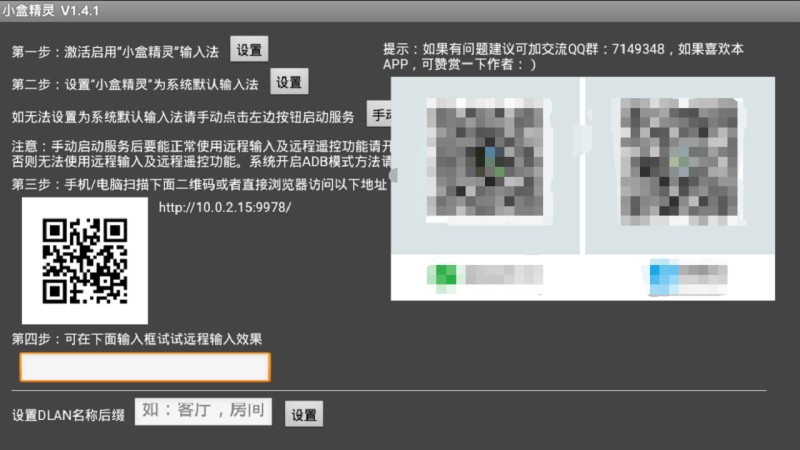 小盒精灵 V1.4.1
第一步：激活启用"小盒精灵"输入法
设置
第二步：设置"小盒精灵"为系统默认输入法
设置
如无法设置为系统默认输入法请手动点击左边按钮启动服务
手动
注意：手动启动服务后要能正常使用远程输入及远程遥控功能请开
否则无法使用远程输入及远程遥控功能。系统开启ADB模式方法请
第三步：手机/电脑扫描下面二维码或者直接浏览器访问以下地址
http://10.0.2.15:9978/
第四步：可在下面输入框试试远程输入效果
设置DLAN名称后缀
如：客厅，房间
设置
提示：如果有问题建议可加交流QQ群：7149348，如果喜欢本
APP，可赞赏一下作者：）